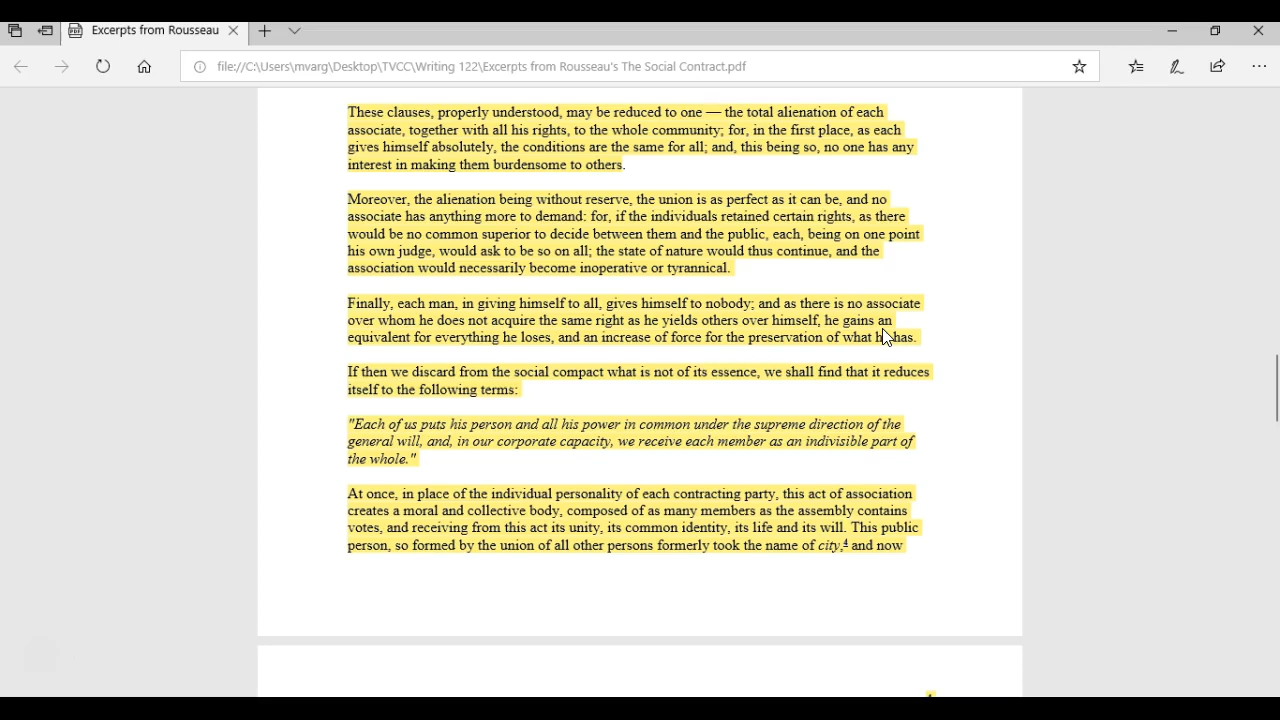 Excerpts from Rousseau
file://C:\Users\mvarg\Desktop\TVCC\Writing 122\Excerpts from Rousseau's The Social Contract.pdf
These clauses, properly understood, may be reduced to one — the total alienation of each
associate, together with all his rights, to the whole community; for, in the first place, as each
gives himself absolutely, the conditions are the same for all; and, this being so, no one has any
interest in making them burdensome to others.
Moreover, the alienation being without reserve, the union is as perfect as it can be, and no
associate has anything more to demand: for, if the individuals retained certain rights, as there
would be no common superior to decide between them and the public, each, being on one point
his own judge, would ask to be so on all; the state of nature would thus continue, and the
association would necessarily become inoperative or tyrannical.
Finally, each man, in giving himself to all, gives himself to nobody; and as there is no associate
over whom he does not acquire the same right as he yields others over himself, he gains an
equivalent for everything he loses, and an increase of force for the preservation of what he has.
If then we discard from the social compact what is not of its essence, we shall find that it reduces
itself to the following terms:
"Each of us puts his person and all his power in common under the supreme direction of the
general will, and, in our corporate capacity, we receive each member as an indivisible part of
the whole."
At once, in place of the individual personality of each contracting party, this act of association
creates a moral and collective body, composed of as many members as the assembly contains
votes, and receiving from this act its unity, its common identity, its life and its will. This public
person, so formed by the union of all other persons formerly took the name of city,4 and now